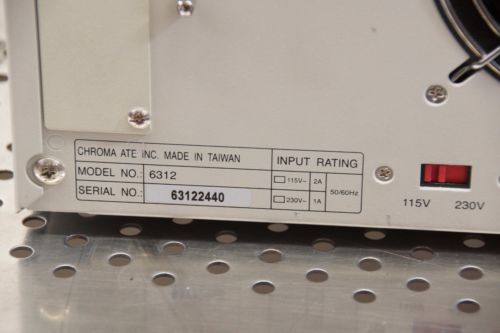 CHROMA ATE INC. MADE IN TAIWAN
INPUT RATING
MODEL NO.: 6312
115V~ 2A
50/60Hz
SERIAL NO.: 63122440
230V~ 1A
115V 230V